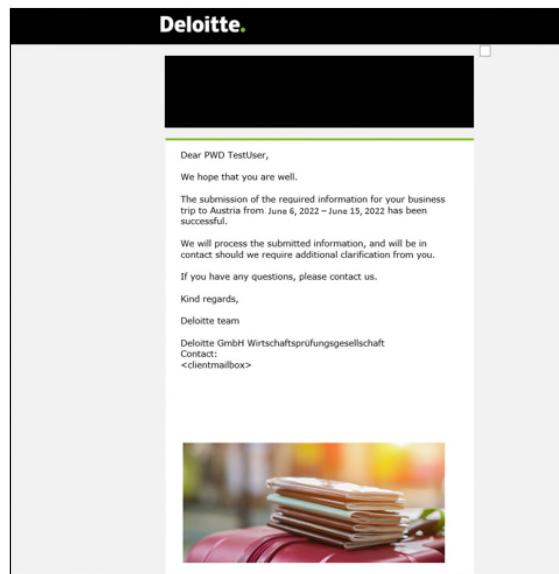 Deloitte.
Dear PWD TestUser,
We hope that you are well.
The submission of the required information for your business
trip to Austria from June 6, 2022 – June 15, 2022 has been
successful.
We will process the submitted information, and will be in
contact should we require additional clarification from you.
If you have any questions, please contact us.
Kind regards,
Deloitte team
Deloitte GmbH Wirtschaftsprüfungsgesellschaft
Contact:
<clientmailbox>